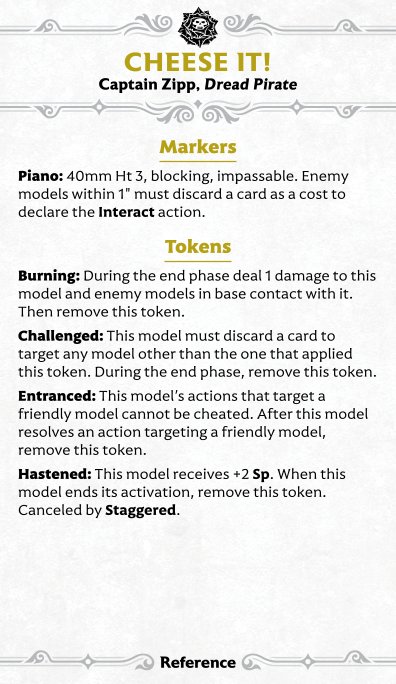 CHEESE IT!
Captain Zipp, Dread Pirate
Markers
Piano: 40mm Ht 3, blocking, impassable. Enemy
models within 1" must discard a card as a cost to
declare the Interact action.
Tokens
Burning: During the end phase deal 1 damage to this
model and enemy models in base contact with it.
Then remove this token.
Challenged: This model must discard a card to
target any model other than the one that applied
this token. During the end phase, remove this token.
Entranced: This model's actions that target a
friendly model cannot be cheated. After this model
resolves an action targeting a friendly model,
remove this token.
Hastened: This model receives +2 Sp. When this
model ends its activation, remove this token.
Canceled by Staggered.
Reference